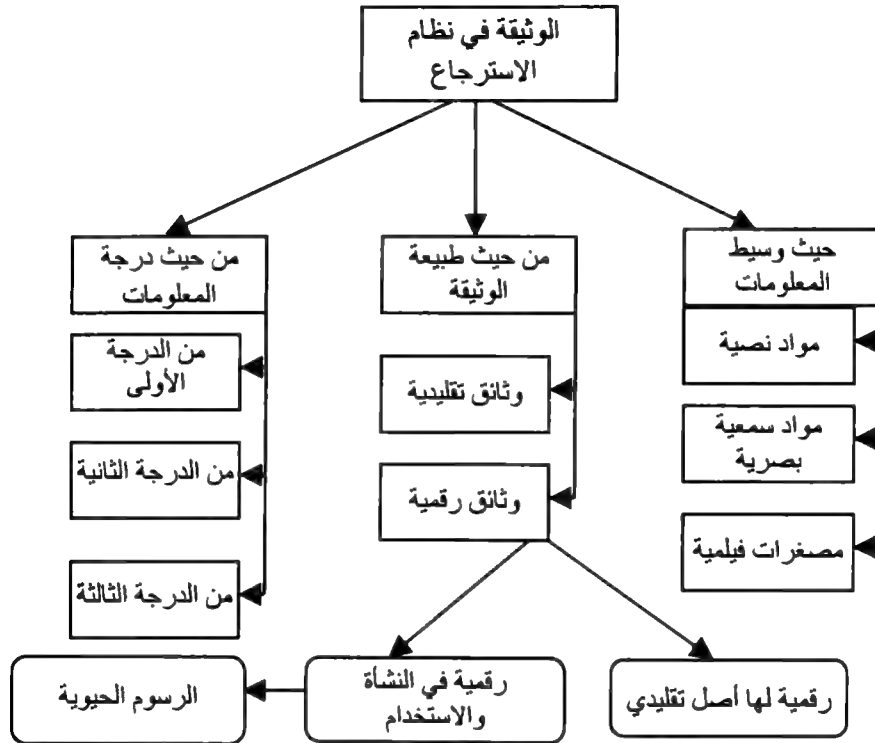 الوثيقة في نظام
الاسترجاع
حيث وسيط
المعلومات
من حيث طبيعة
الوثيقة
من حيث درجة
المعلومات
مواد نصية
مواد سمعية
بصرية
مصغرات فيلمية
وثائق تقليدية
وثائق رقمية
من الدرجة
الأولى
من الدرجة الثانية
من الدرجة الثالثة
رقمية لها أصل تقليدي
رقمية في النشأة
والاستخدام
الرسوم الحيوية